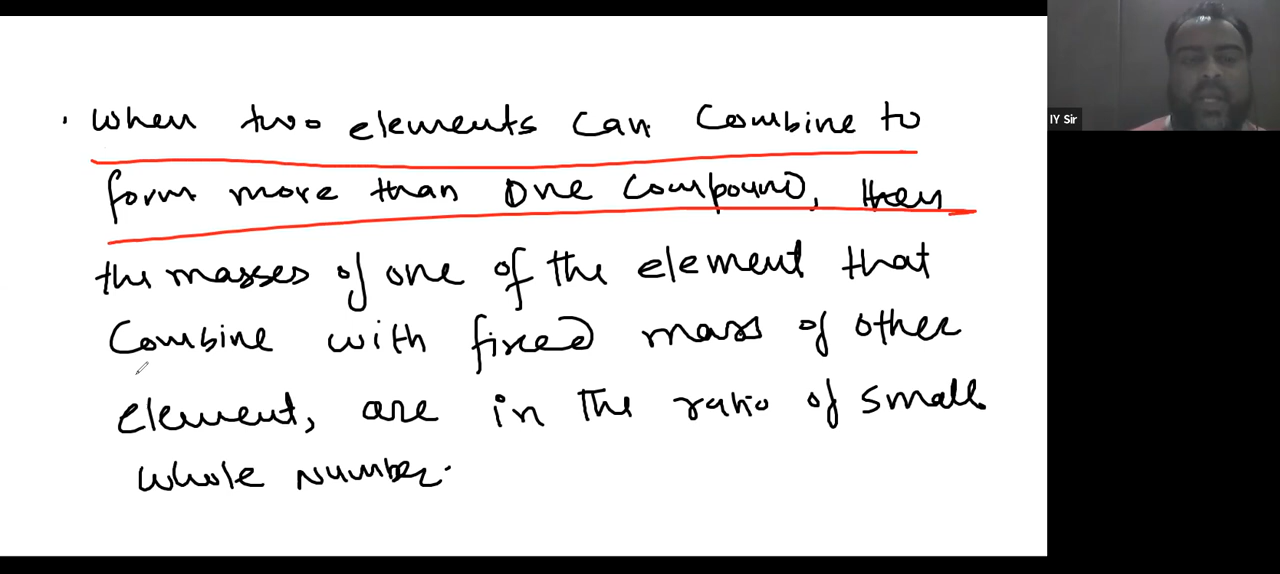 . when two elements can combine to
form more than one compound, then
the masses of one of the element that
combine with fixed mass of other
element, are in the ratio of small
whole number.
IY Sir